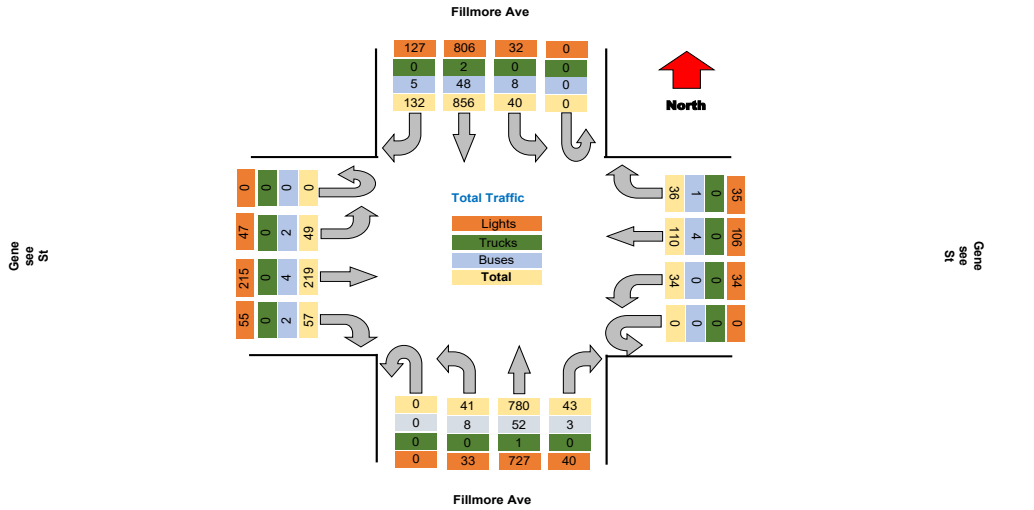 Fillmore Ave
127 806 32 0
0 2 0 0
5 48 8 0
132 856 40 0
North
0 0 0 0
47 0 2 49
215 0 4 219
55 0 2 57
Gene
see
St
Total Traffic
Lights
Trucks
Buses
Total
36 1 0 35
110 4 0 106
34 0 0 34
0 0 0 0
Gene
see
St
0 41 780 43
0 8 52 3
0 0 1 0
0 33 727 40
Fillmore Ave